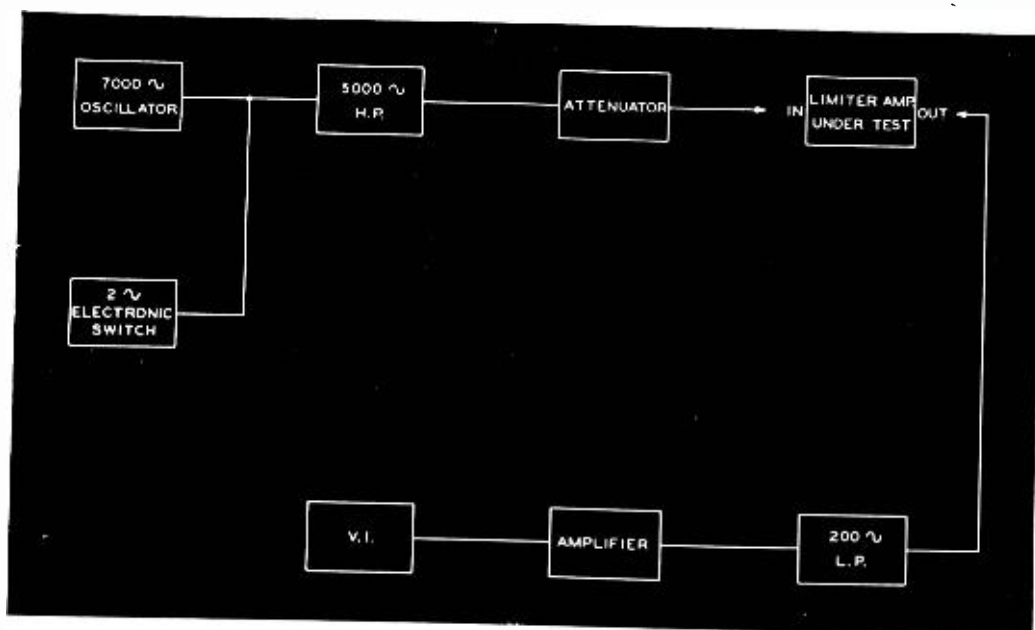 7000 ∿
OSCILLATOR
5000 ∿
H.P.
ATTENUATOR
IN
LIMITER AMP.
UNDER TEST
OUT
2 ∿
ELECTRONIC
SWITCH
V.I.
AMPLIFIER
200 ∿
L.P.